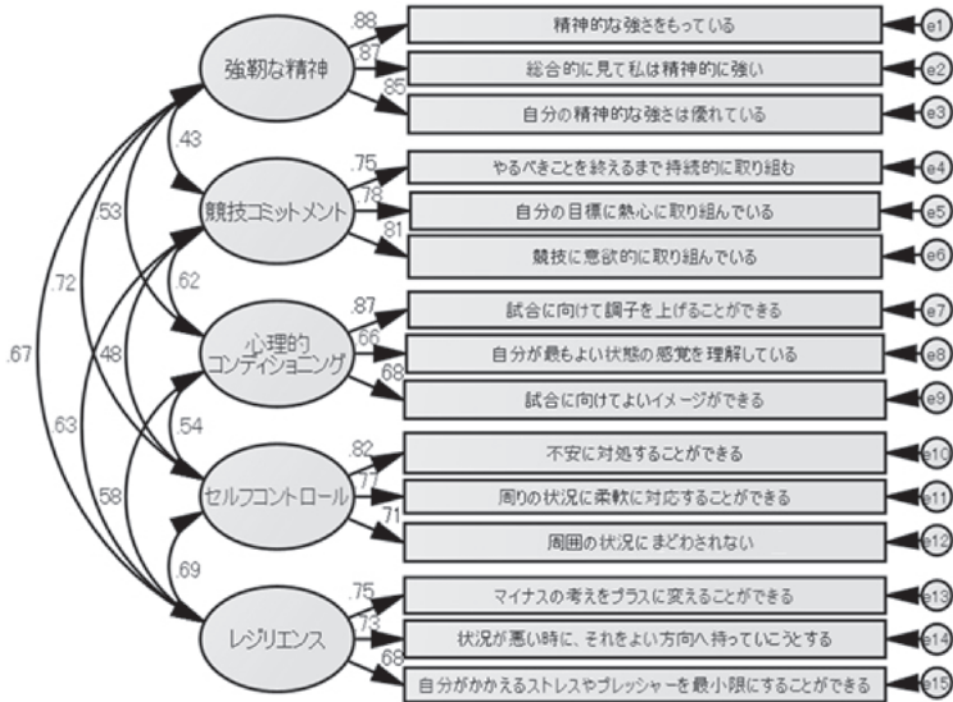 強靭な精神
.88
精神的な強さをもっている
e1
.87
総合的に見て私は精神的に強い
e2
.85
自分の精神的な強さは優れている
e3
.43
競技コミットメント
.75
やるべきことを終えるまで持続的に取り組む
e4
.78
自分の目標に熱心に取り組んでいる
e5
.81
競技に意欲的に取り組んでいる
e6
.53
.62
.72
心理的
コンディショニング
.87
試合に向けて調子を上げることができる
e7
.66
自分が最もよい状態の感覚を理解している
e8
.68
試合に向けてよいイメージができる
e9
.67
.48
.63
.54
セルフコントロール
.82
不安に対処することができる
e10
.77
周りの状況に柔軟に対応することができる
e11
.71
周囲の状況にまどわされない
e12
.58
.69
レジリエンス
.75
マイナスの考えをプラスに変えることができる
e13
.73
状況が悪い時に、それをよい方向へ持っていこうとする
e14
.68
自分がかかえるストレスやプレッシャーを最小限にすることができる
e15